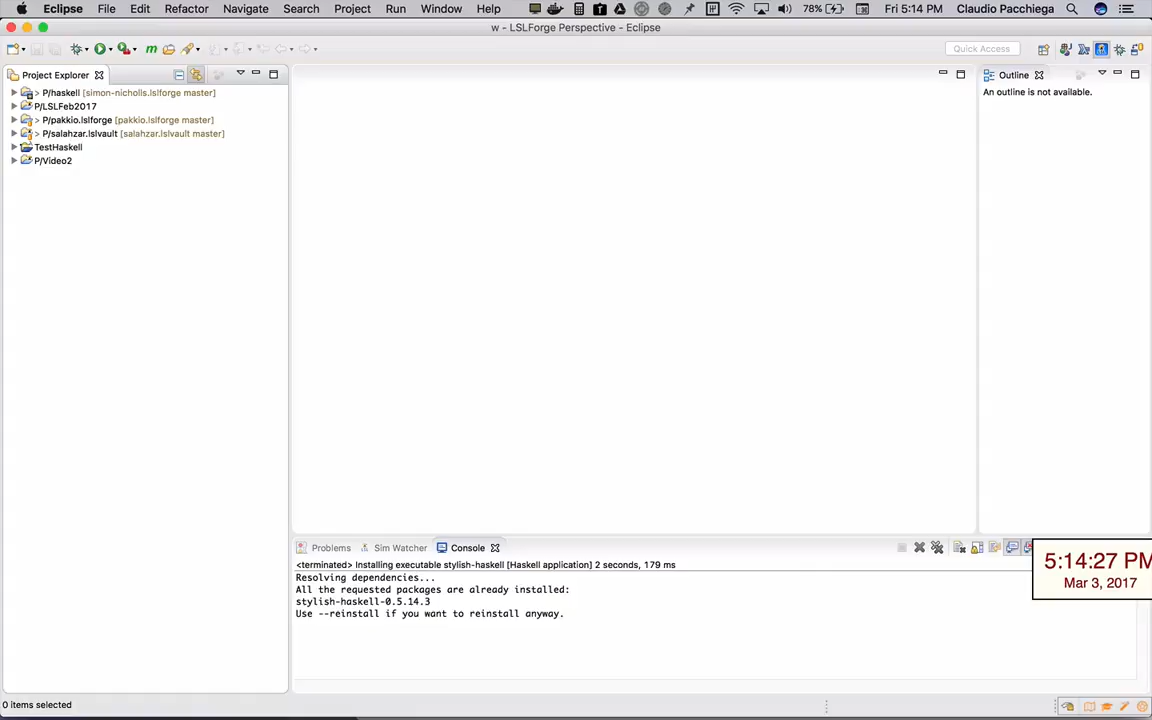 Eclipse File Edit Refactor Navigate Search Project Run Window Help 78% Fri 5:14 PM Claudio Pacchiega
w - LSLForge Perspective - Eclipse
Quick Access
Project Explorer
Outline
An outline is not available.
> P/haskell [simon-nicholls.lslforge master]
P/LSLFeb2017
> P/pakkio.lslforge [pakkio.lslforge master]
> P/salahzar.lslvault [salahzar.lslvault master]
TestHaskell
P/Video2
Problems Sim Watcher Console
<terminated> Installing executable stylish-haskell [Haskell application] 2 seconds, 179 ms
Resolving dependencies...
All the requested packages are already installed:
stylish-haskell-0.5.14.3
Use --reinstall if you want to reinstall anyway.
5:14:27 PM
Mar 3, 2017
0 items selected